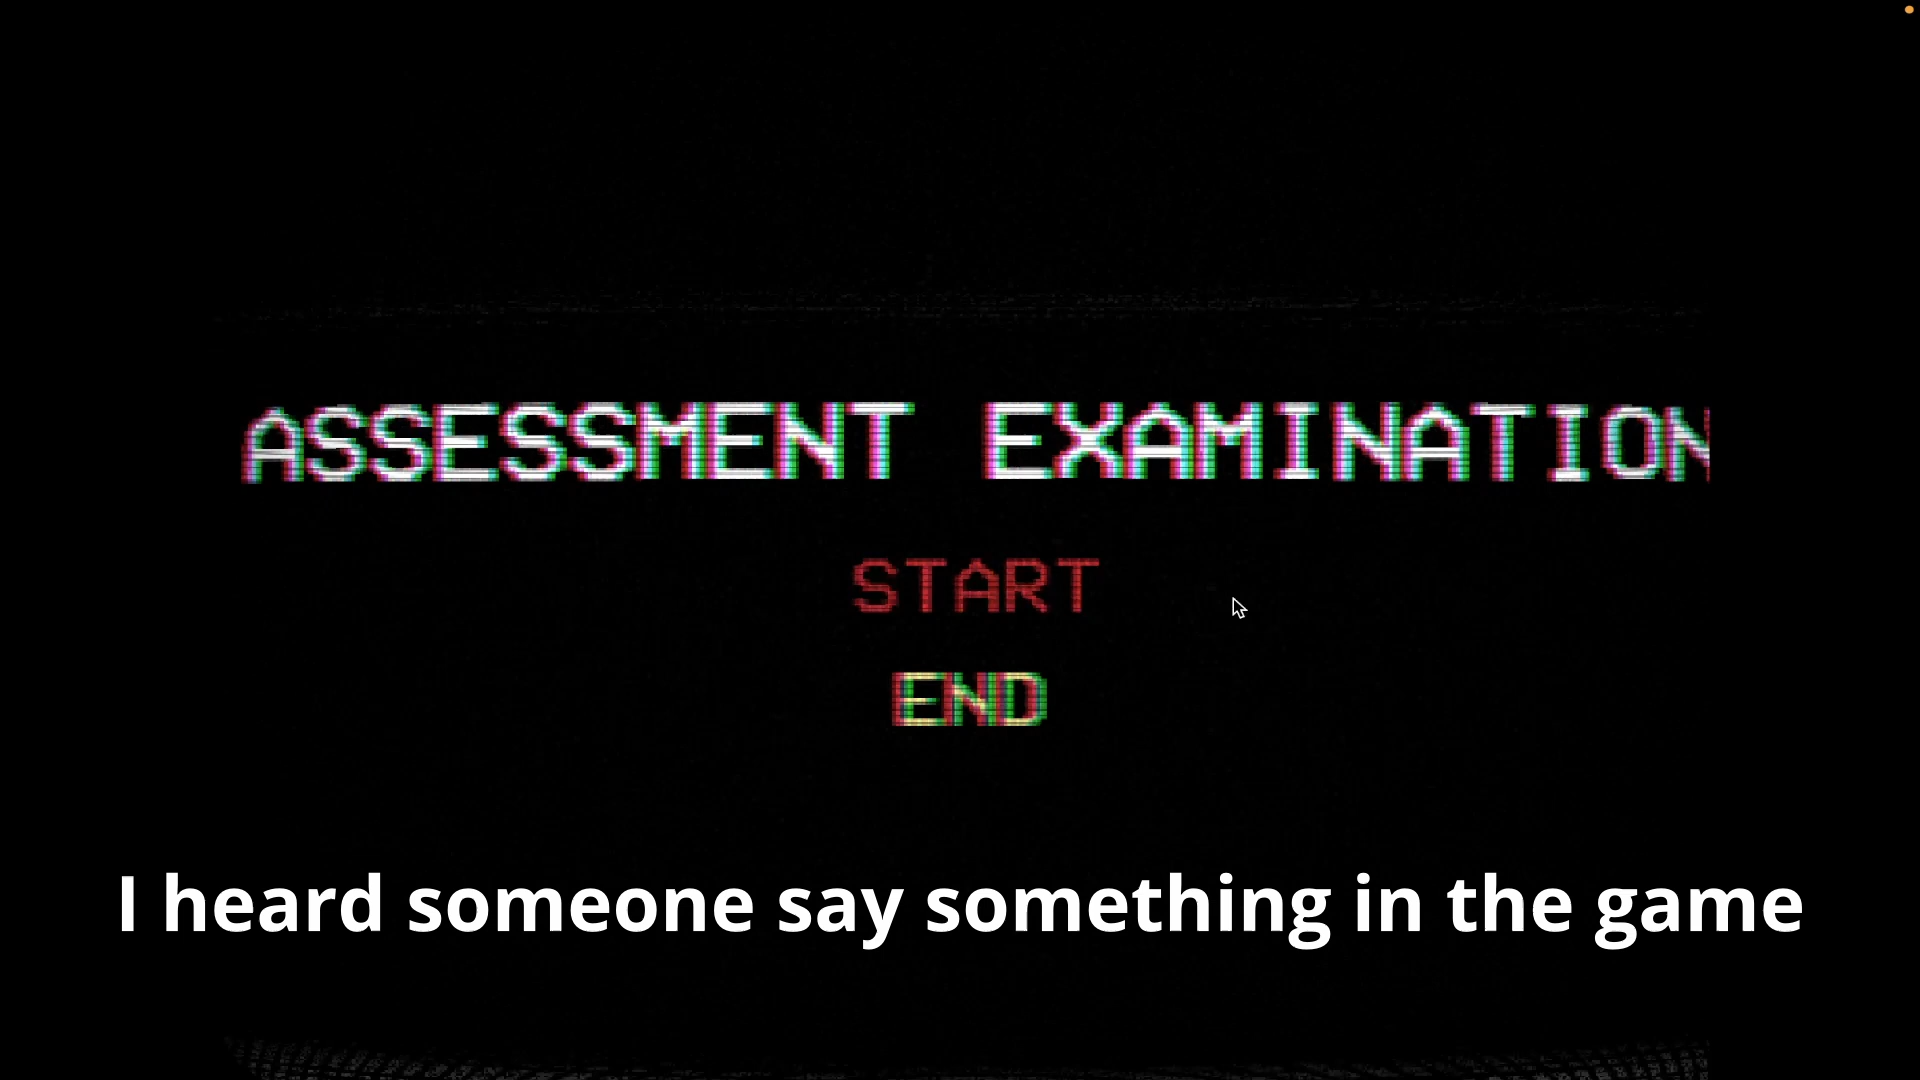 ASSESSMENT EXAMINATION
START
END
I heard someone say something in the game